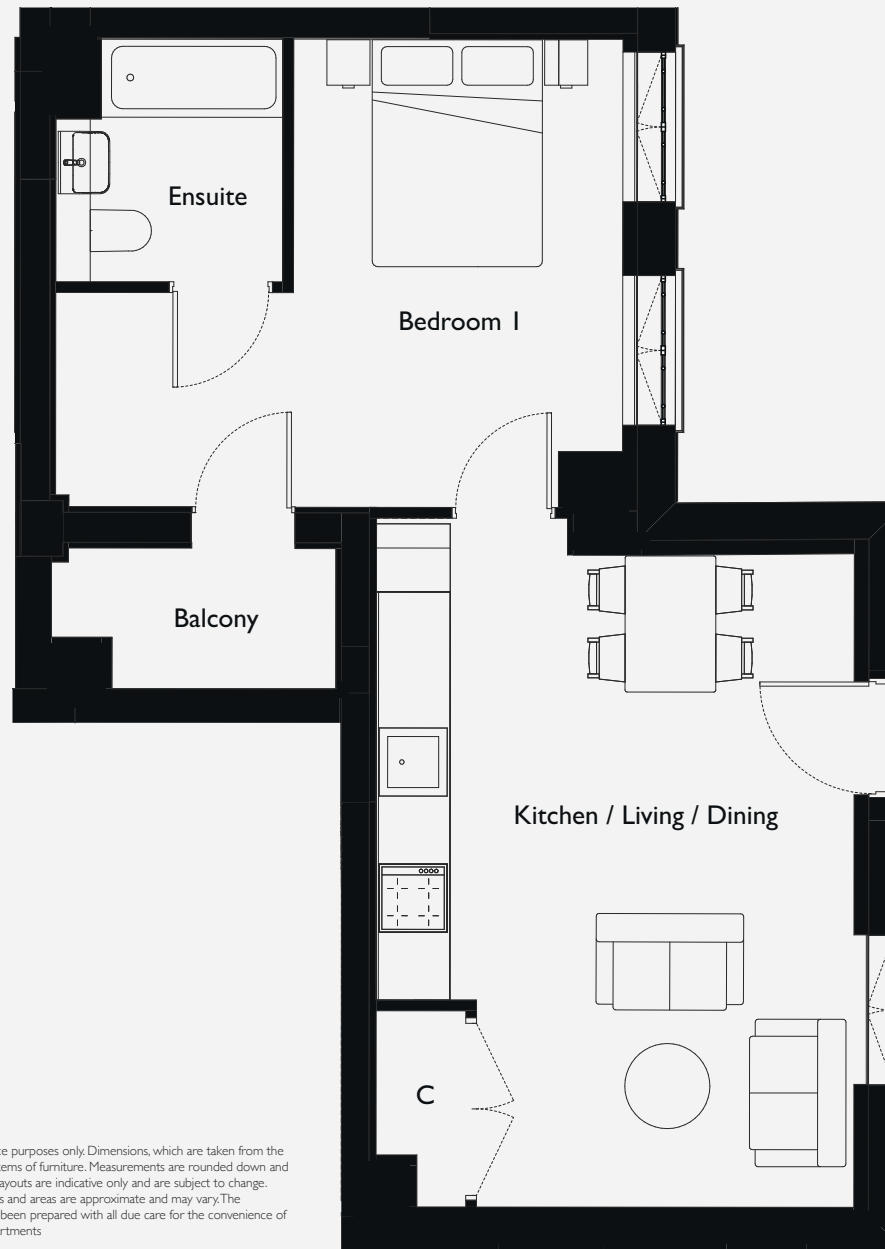 Ensuite
Bedroom 1
Balcony
Kitchen / Living / Dining
C
purposes only. Dimensions, which are taken from the
of furniture. Measurements are rounded down and
ayouts are indicative only and are subject to change.
and areas are approximate and may vary. The
been prepared with all due care for the convenience of